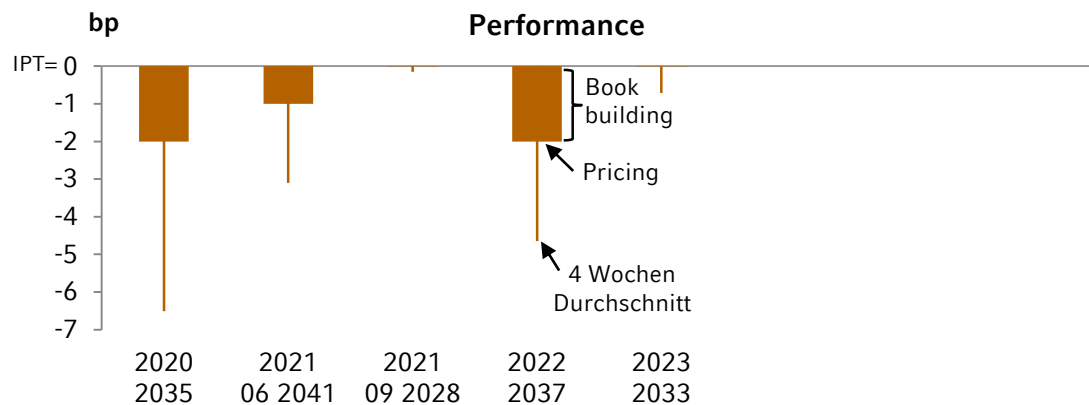 bp
Performance
IPT= 0
-1
-2
-3
-4
-5
-6
-7
Book
building
Pricing
4 Wochen
Durchschnitt
2020
2035
2021
06 2041
2021
09 2028
2022
2037
2023
2033